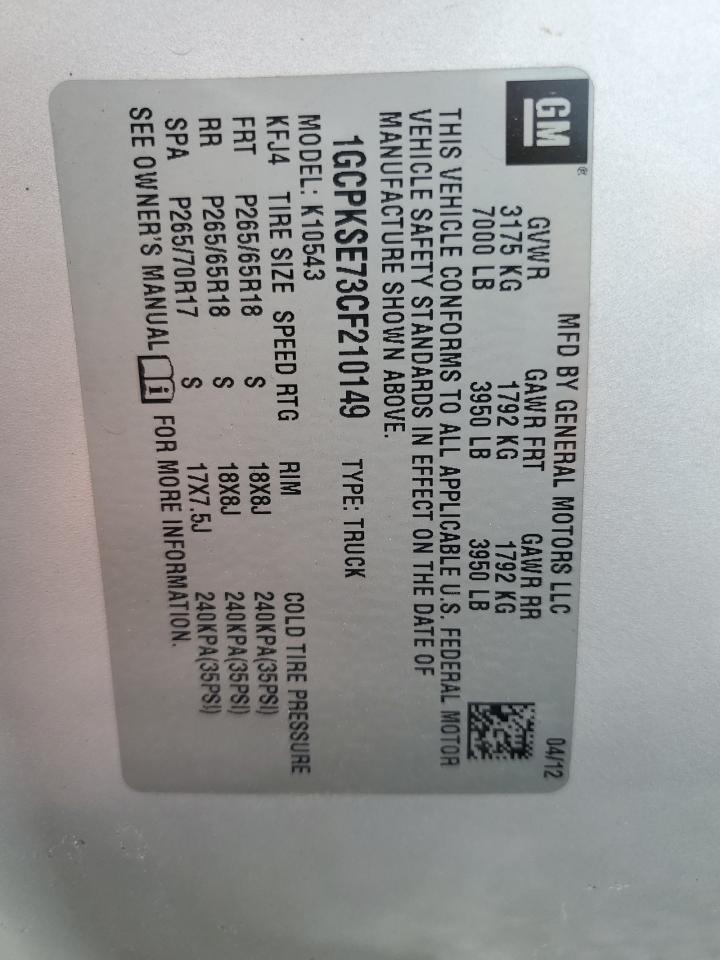 GM®
MFD BY GENERAL MOTORS LLC 04/12
GVWR GAWR FRT GAWR RR
3175 KG 1792 KG 1792 KG
7000 LB 3950 LB 3950 LB
THIS VEHICLE CONFORMS TO ALL APPLICABLE U.S. FEDERAL MOTOR
VEHICLE SAFETY STANDARDS IN EFFECT ON THE DATE OF
MANUFACTURE SHOWN ABOVE.
1GCPKSE73CF210149 TYPE: TRUCK
MODEL: K10543
KFJ4 TIRE SIZE SPEED RTG RIM COLD TIRE PRESSURE
FRT P265/65R18 S 18X8J 240KPA(35PSI)
RR P265/65R18 S 18X8J 240KPA(35PSI)
SPA P265/70R17 S 17X7.5J 240KPA(35PSI)
SEE OWNER'S MANUAL i FOR MORE INFORMATION.